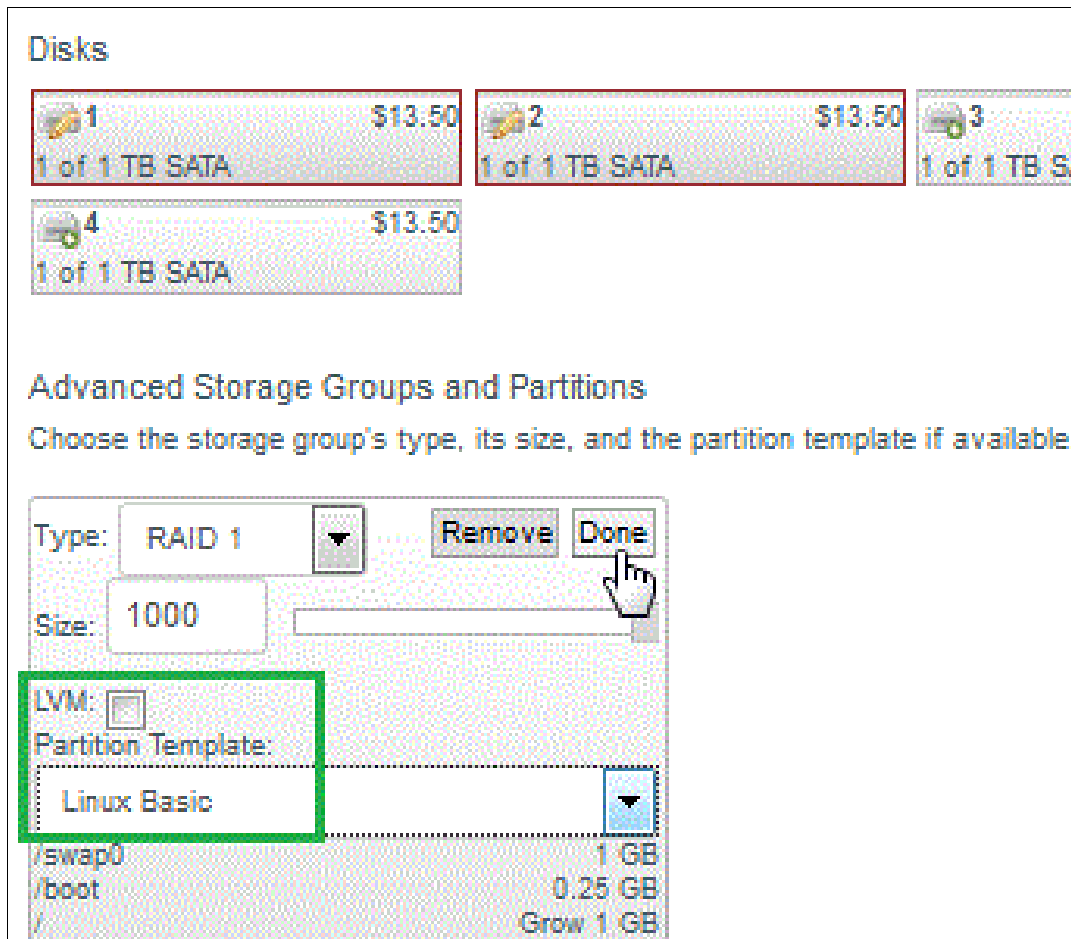 Disks
1 $13.50 2 $13.50 3
1 of 1 TB SATA 1 of 1 TB SATA 1 of 1 TB
4 $13.50
1 of 1 TB SATA
Advanced Storage Groups and Partitions
Choose the storage group's type, its size, and the partition template if available
Type: RAID 1 Remove Done
Size: 1000
LVM:
Partition Template:
Linux Basic
/swap0 1 GB
/boot 0.25 GB
/ Grow 1 GB